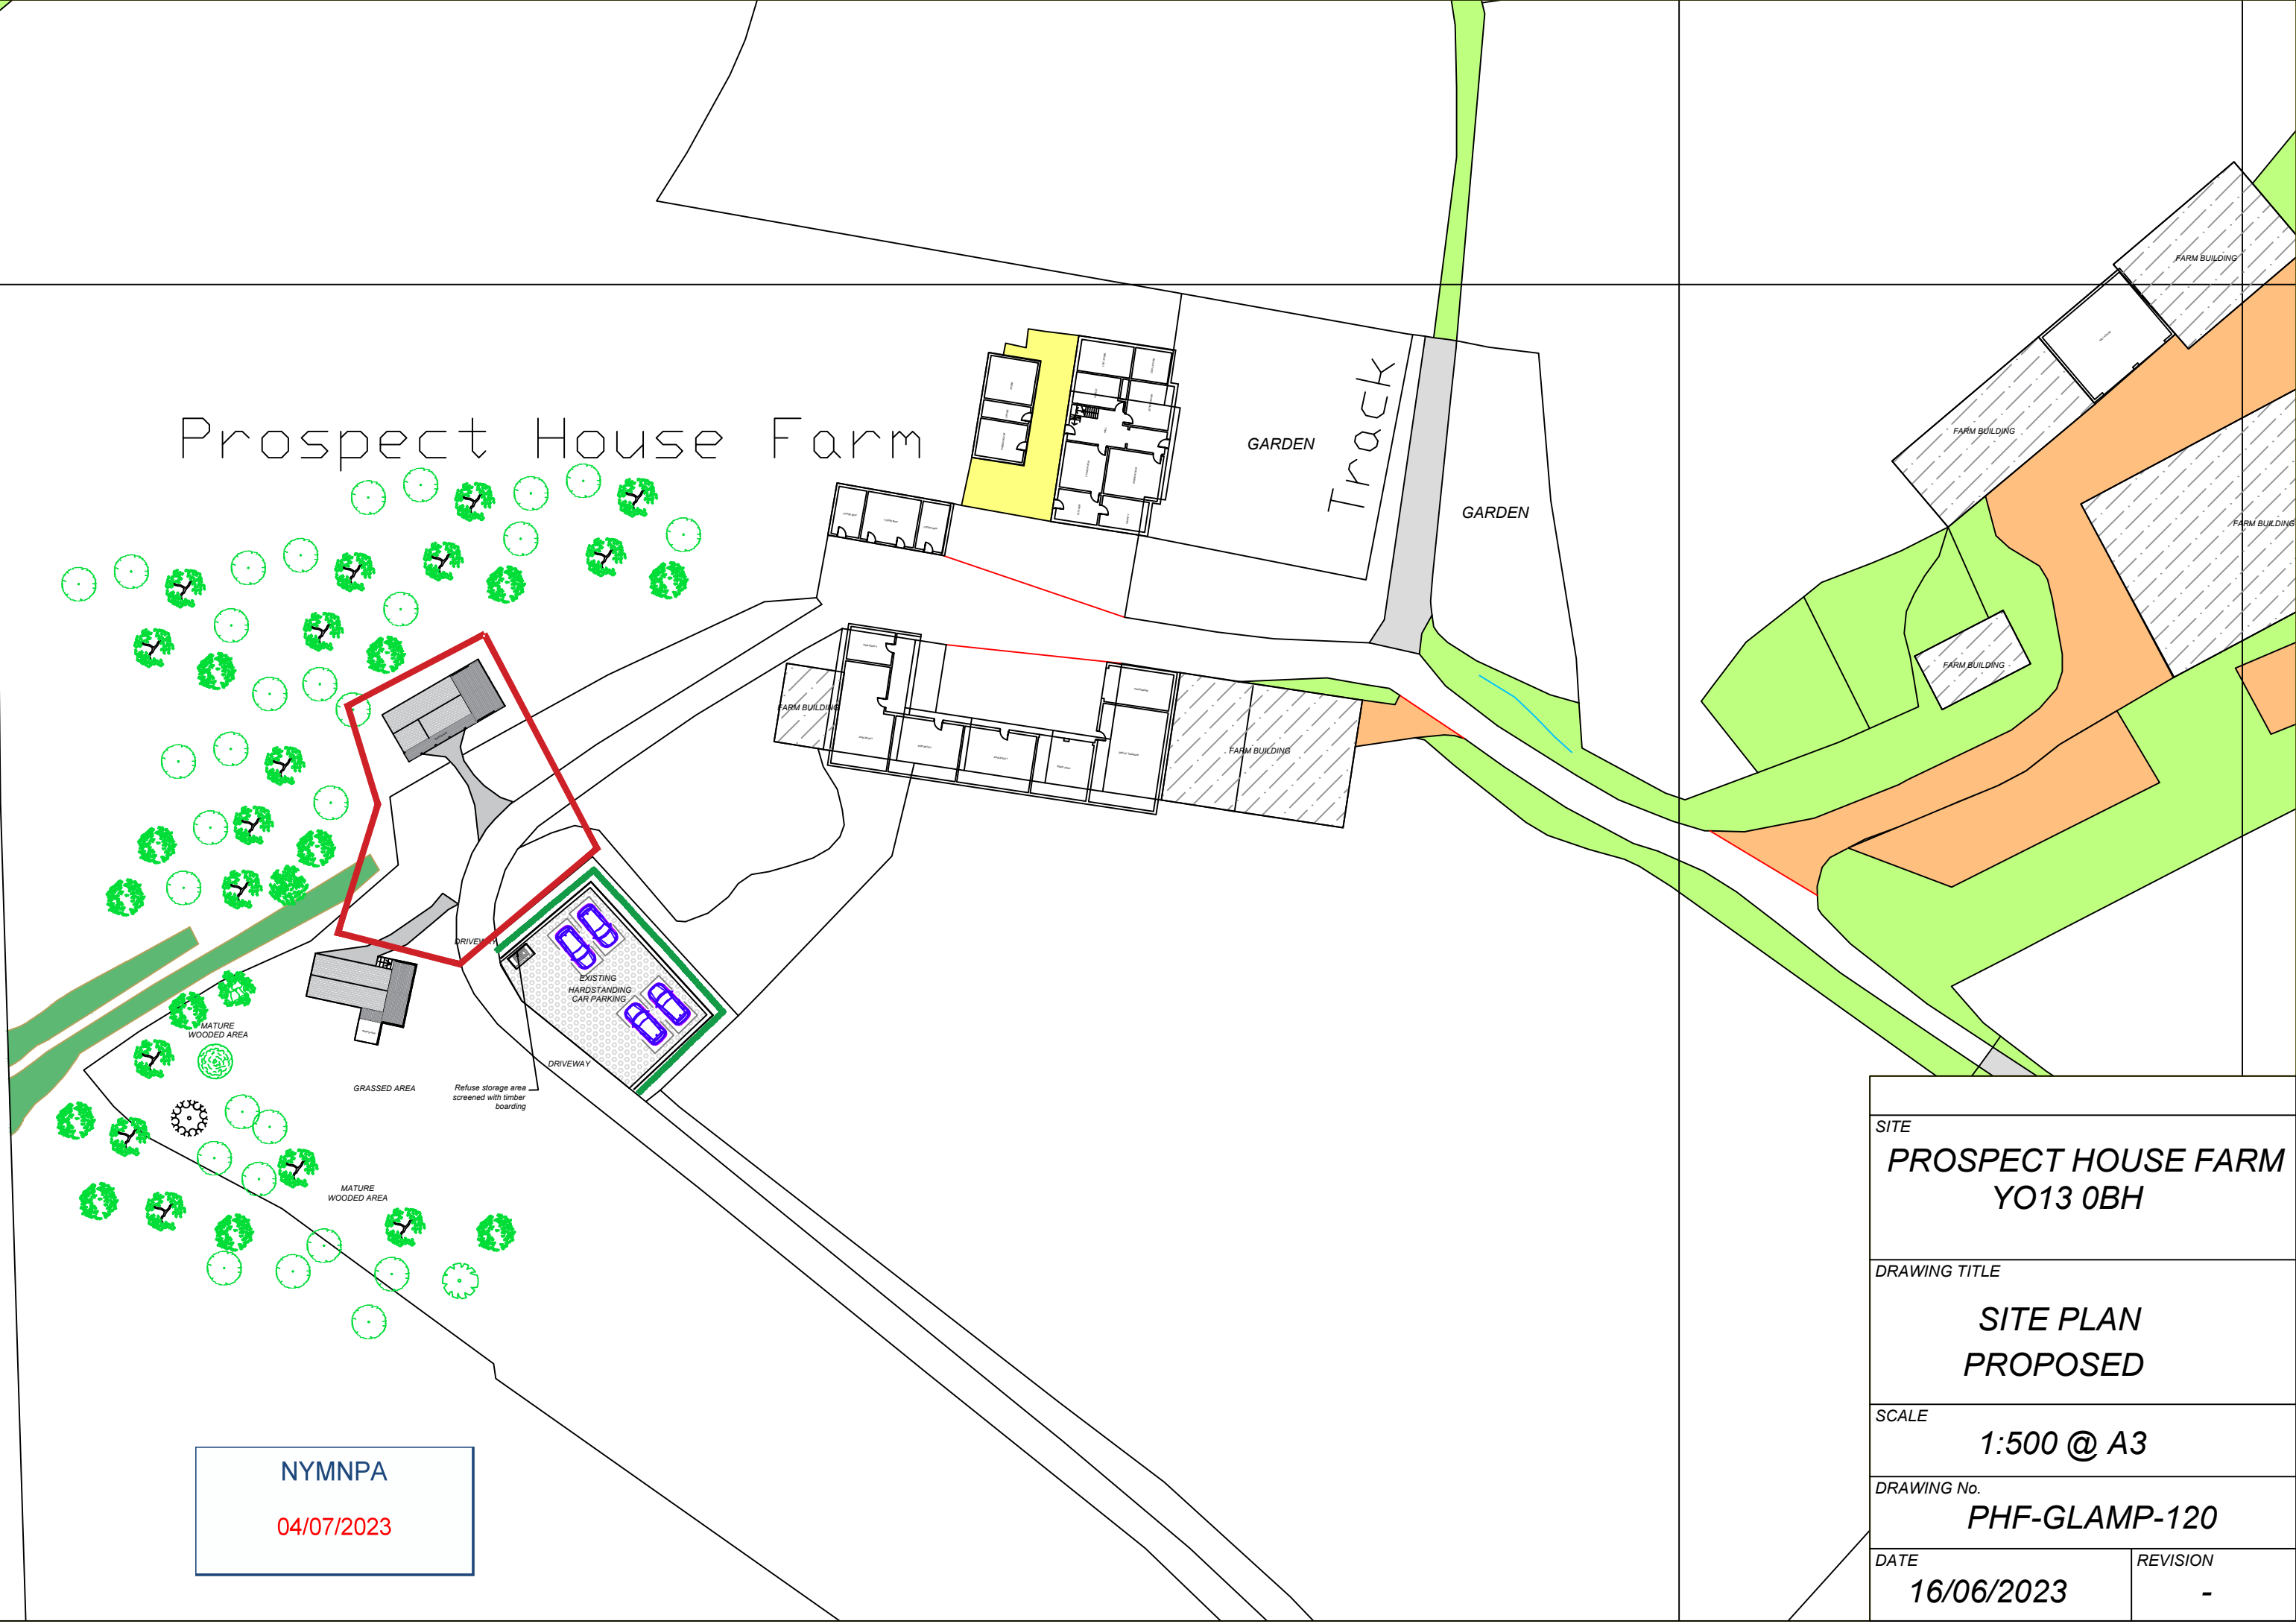 FARM BUILDING
FARM BUILDING
Prospect House Farm
GARDEN
Track
GARDEN
FARM BUILDING
FARM BUILDING
FARM BUILDING
FARM BUILDING
DRIVEWAY
EXISTING
HARDSTANDING
CAR PARKING
MATURE
WOODED AREA
DRIVEWAY
GRASSED AREA
Refuse storage area
screened with timber
boarding
MATURE
WOODED AREA
NYMNPA
04/07/2023
SITE
PROSPECT HOUSE FARM
YO13 0BH
DRAWING TITLE
SITE PLAN
PROPOSED
SCALE
1:500 @ A3
DRAWING No.
PHF-GLAMP-120
DATE
16/06/2023
REVISION
-